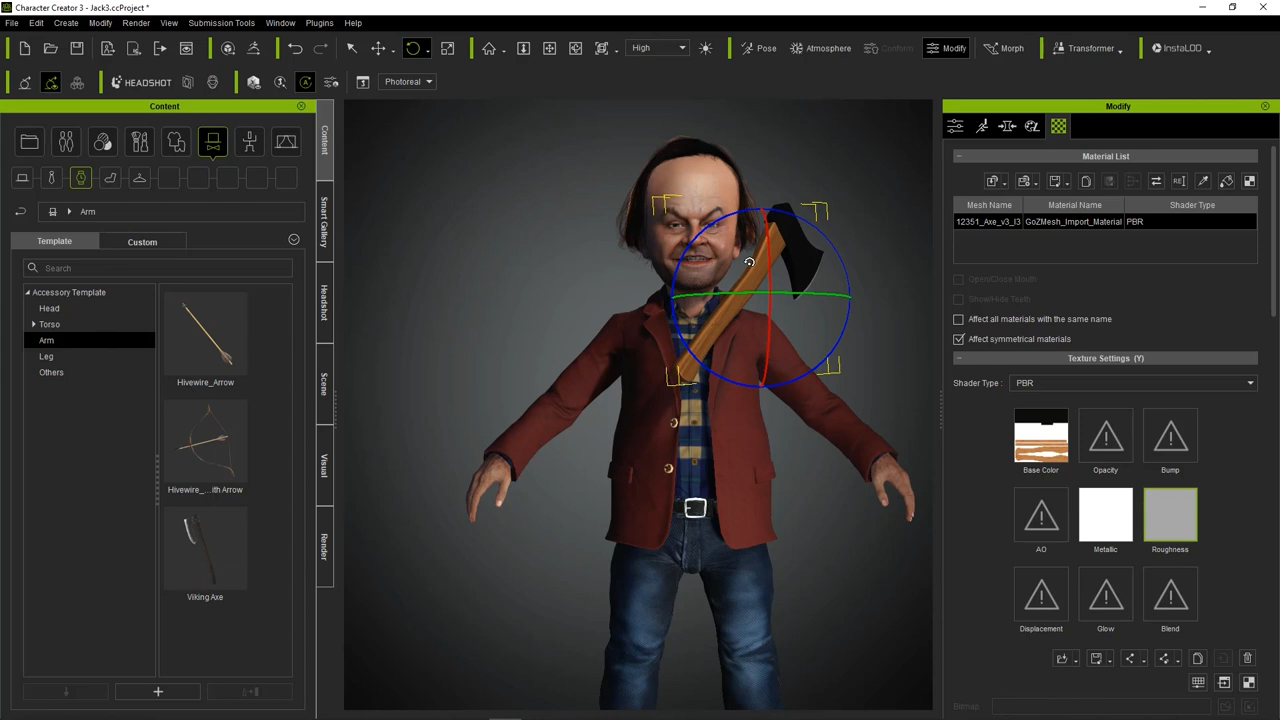 Character Creator 3 - Jack3.ccProject *
File Edit Create Modify Render View Submission Tools Window Plugins Help
High Pose Atmosphere Conform Modify Morph Transformer InstaLOD
HEADSHOT Photoreal
Content
Arm
Template Custom
Search
Accessory Template
Head
Torso
Arm
Leg
Others
Hivewire_Arrow
Hivewire_...ith Arrow
Viking Axe
Content
Smart Gallery
Headshot
Scene
Visual
Render
Modify
Material List
Mesh Name Material Name Shader Type
12351_Axe_v3_l3 GoZMesh_Import_Material PBR
Open/Close Mouth
Show/Hids Teeth
Affect all materials with the same name
Affect symmetrical materials
Texture Settings (Y)
Shader Type : PBR
Base Color Opacity Bump
AO Metallic Roughness
Displacement Glow Blend
Bitmap